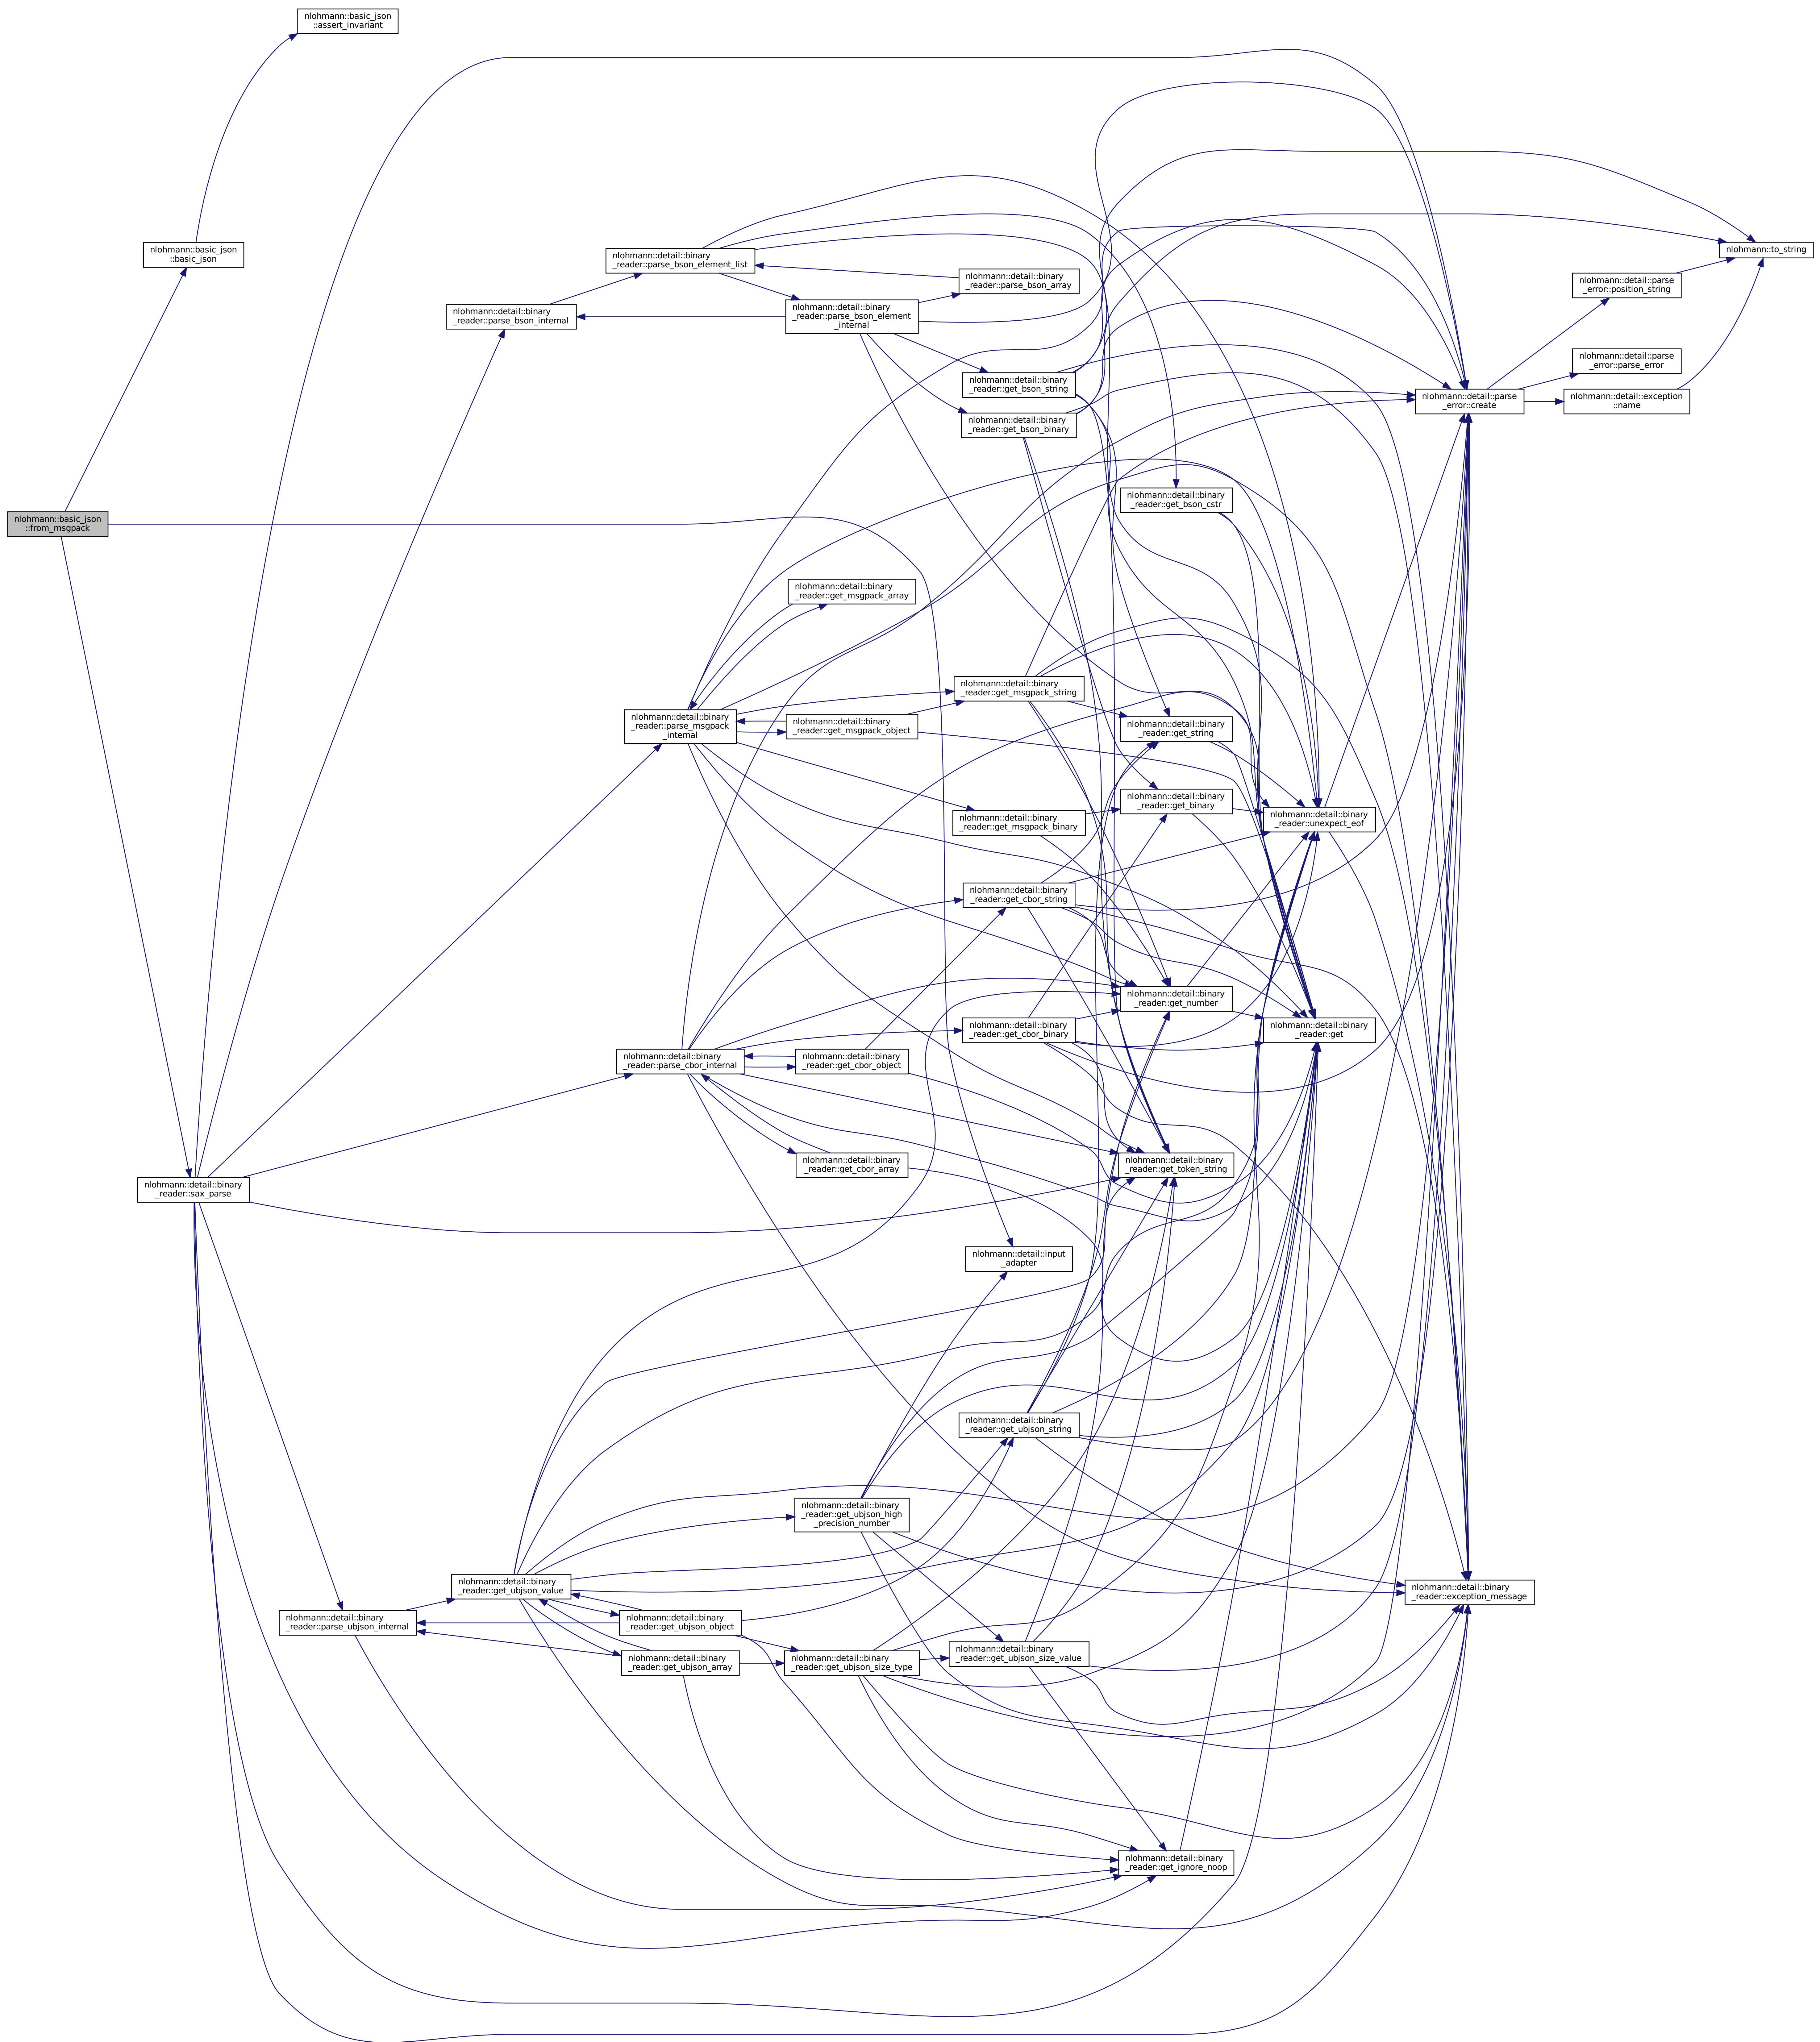 nlohmann::basic_json
::assert_invariant
nlohmann::basic_json
::basic_json
nlohmann::to_string
nlohmann::detail::binary
_reader::parse_bson_element_list
nlohmann::detail::binary
_reader::parse_bson_array
nlohmann::detail::parse
_error::position_string
nlohmann::detail::binary
_reader::parse_bson_internal
nlohmann::detail::binary
_reader::parse_bson_element
_internal
nlohmann::detail::parse
_error::parse_error
nlohmann::detail::binary
_reader::get_bson_string
nlohmann::detail::parse
_error::create
nlohmann::detail::exception
::name
nlohmann::detail::binary
_reader::get_bson_binary
nlohmann::detail::binary
_reader::get_bson_cstr
nlohmann::basic_json
::from_msgpack
nlohmann::detail::binary
_reader::get_msgpack_array
nlohmann::detail::binary
_reader::get_msgpack_string
nlohmann::detail::binary
_reader::parse_msgpack
_internal
nlohmann::detail::binary
_reader::get_msgpack_object
nlohmann::detail::binary
_reader::get_string
nlohmann::detail::binary
_reader::get_binary
nlohmann::detail::binary
_reader::get_msgpack_binary
nlohmann::detail::binary
_reader::unexpect_eof
nlohmann::detail::binary
_reader::get_cbor_string
nlohmann::detail::binary
_reader::get_number
nlohmann::detail::binary
_reader::get_cbor_binary
nlohmann::detail::binary
_reader::get
nlohmann::detail::binary
_reader::parse_cbor_internal
nlohmann::detail::binary
_reader::get_cbor_object
nlohmann::detail::binary
_reader::get_cbor_array
nlohmann::detail::binary
_reader::get_token_string
nlohmann::detail::binary
_reader::sax_parse
nlohmann::detail::input
_adapter
nlohmann::detail::binary
_reader::get_ubjson_string
nlohmann::detail::binary
_reader::get_ubjson_high
_precision_number
nlohmann::detail::binary
_reader::get_ubjson_value
nlohmann::detail::binary
_reader::exception_message
nlohmann::detail::binary
_reader::parse_ubjson_internal
nlohmann::detail::binary
_reader::get_ubjson_object
nlohmann::detail::binary
_reader::get_ubjson_array
nlohmann::detail::binary
_reader::get_ubjson_size_type
nlohmann::detail::binary
_reader::get_ubjson_size_value
nlohmann::detail::binary
_reader::get_ignore_noop